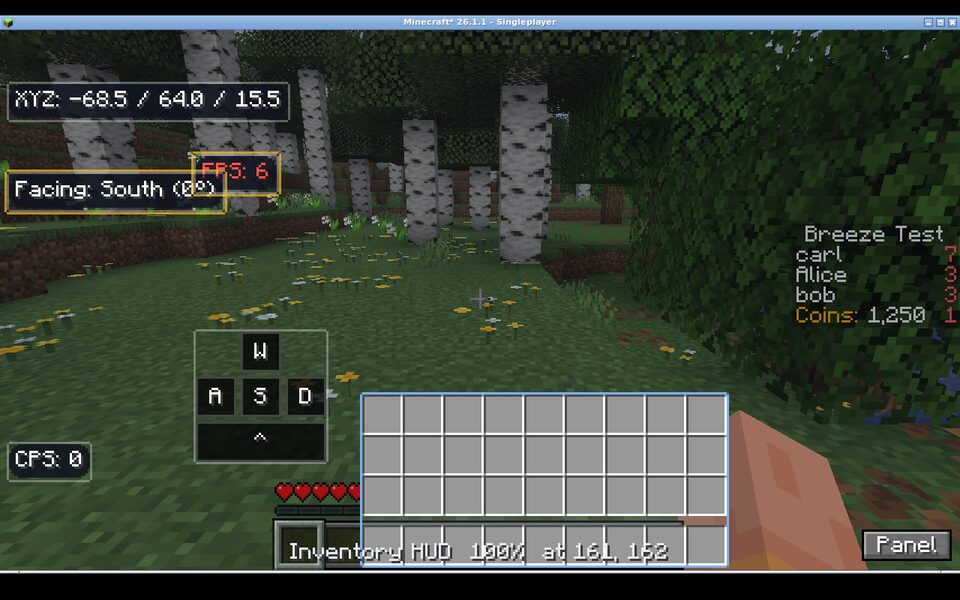 Minecraft* 26.1.1 - Singleplayer
XYZ: -68.5 / 64.0 / 15.5
FPS: 6
Facing: South (0°)
Breeze Test
carl 7
Alice 3
bob 3
Coins: 1,250 1
W
A S D
^
CPS: 0
Inventory HUD 100% at 161, 162
Panel